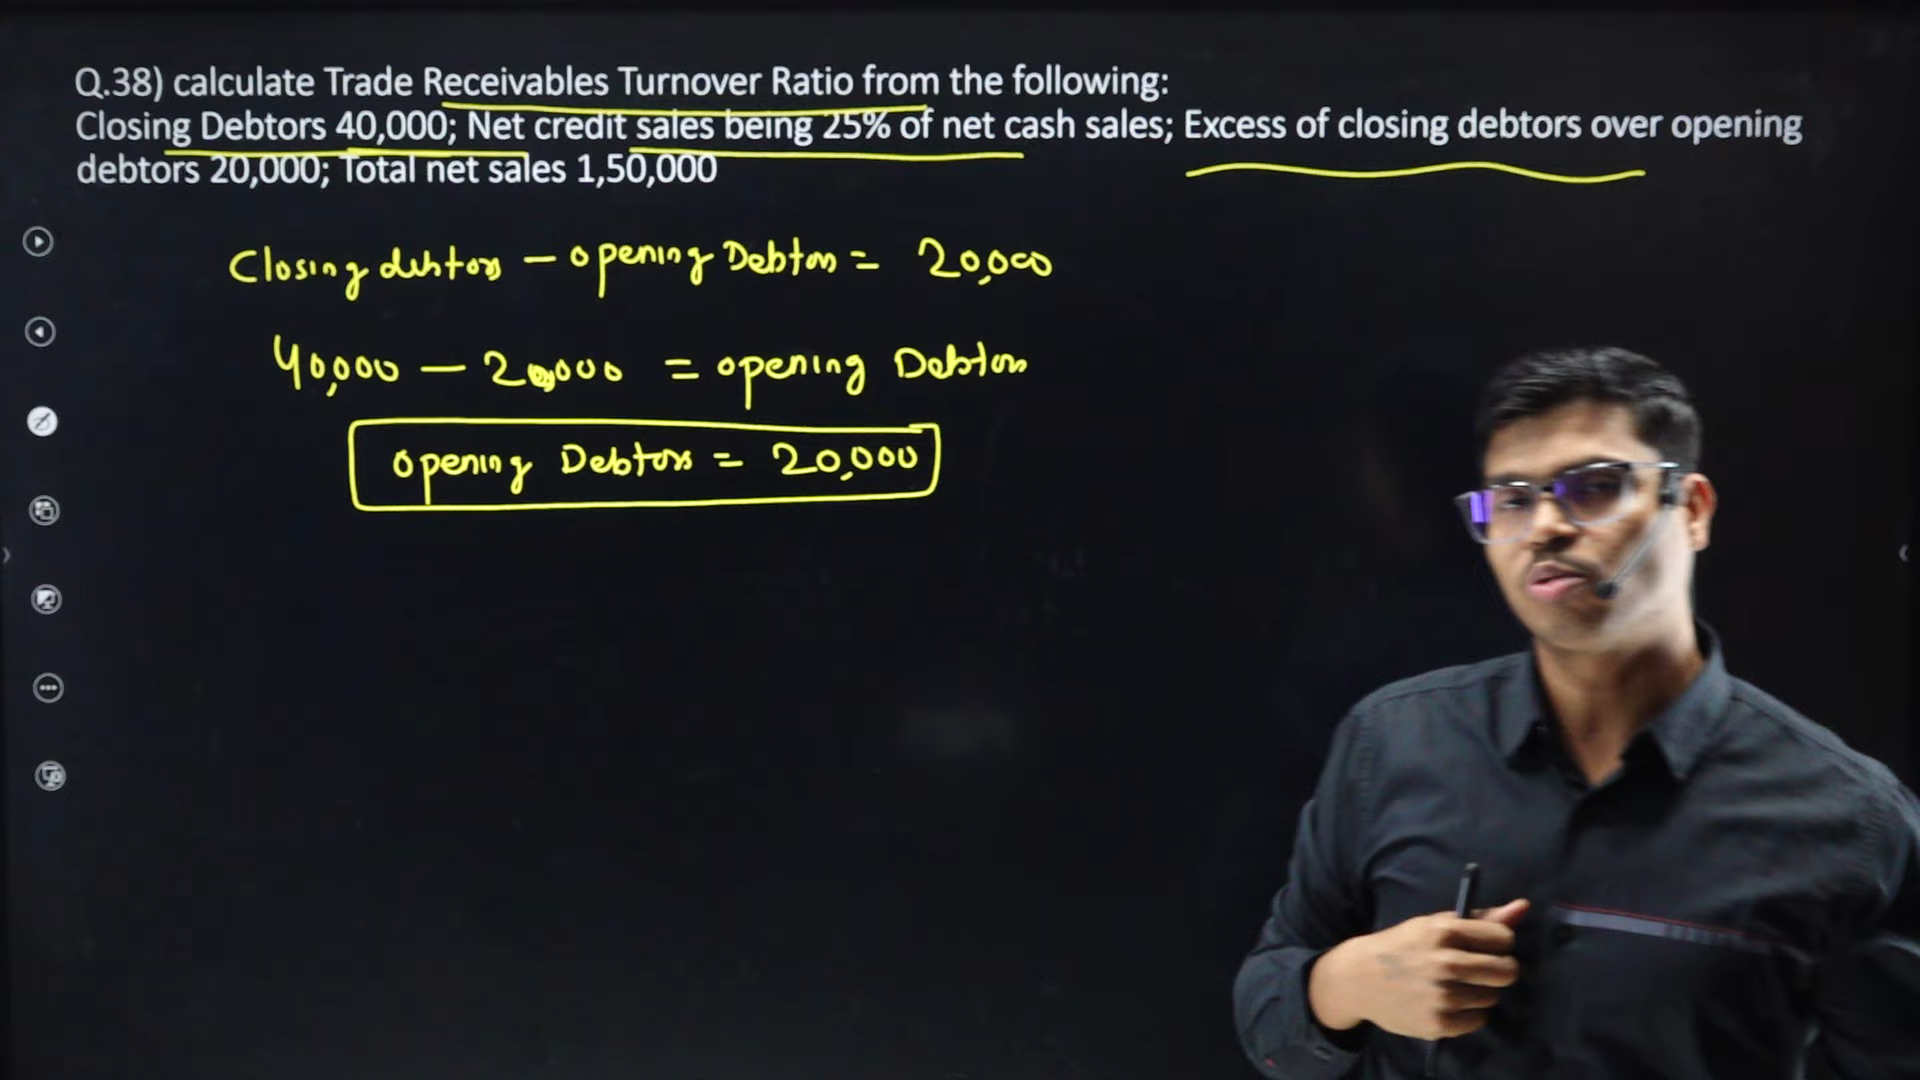 Q.38) calculate Trade Receivables Turnover Ratio from the following:
Closing Debtors 40,000; Net credit sales being 25% of net cash sales; Excess of closing debtors over opening
debtors 20,000; Total net sales 1,50,000
Closing debtors - opening Debtors = 20,000
40,000 - 20,000 = opening Debtors
opening Debtors = 20,000